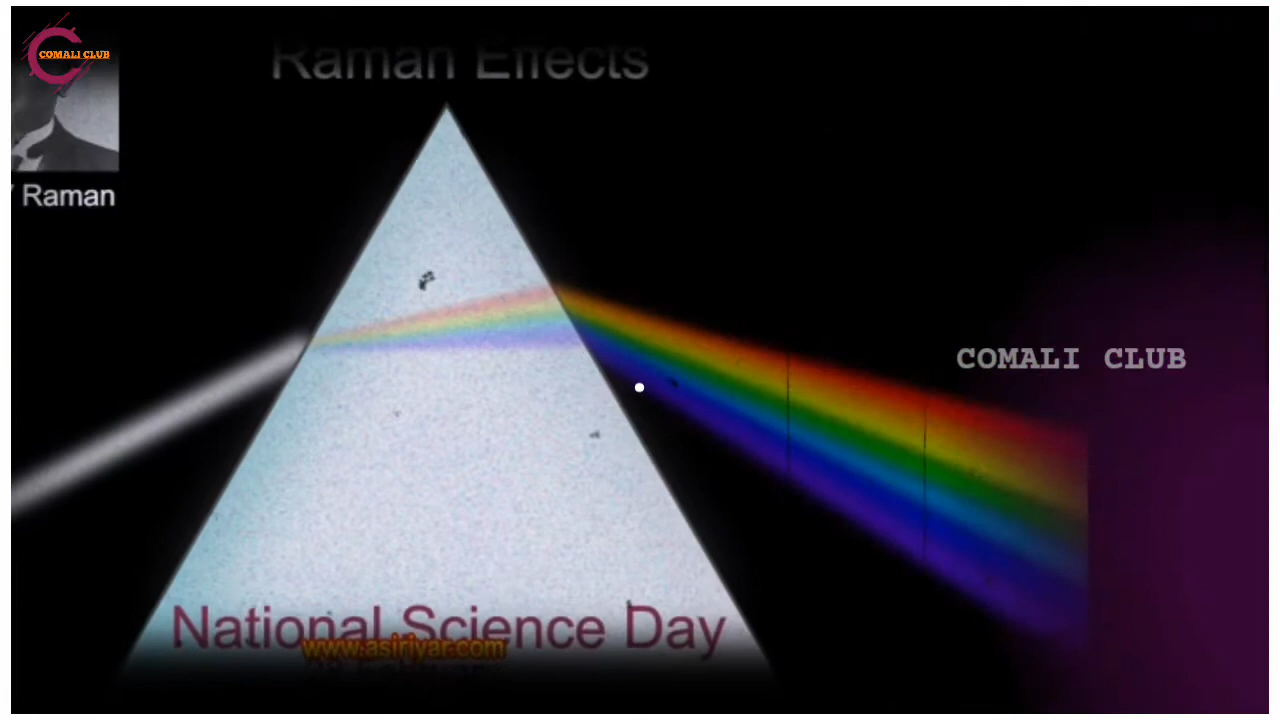 COMALI CLUB
Raman Effects
Raman
COMALI CLUB
National Science Day
www.asiriyar.com